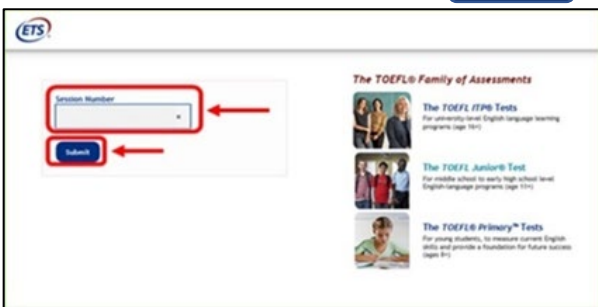 ETS
Session Number
Submit
The TOEFL® Family of Assessments
The TOEFL ITP® Tests
For university-level English language learning
programs (age 16+)
The TOEFL Junior® Test
For middle school to early high school level
English-language programs (age 11+)
The TOEFL® Primary™ Tests
For young students, to measure current English
skills and provide a foundation for future success
(ages 8+)